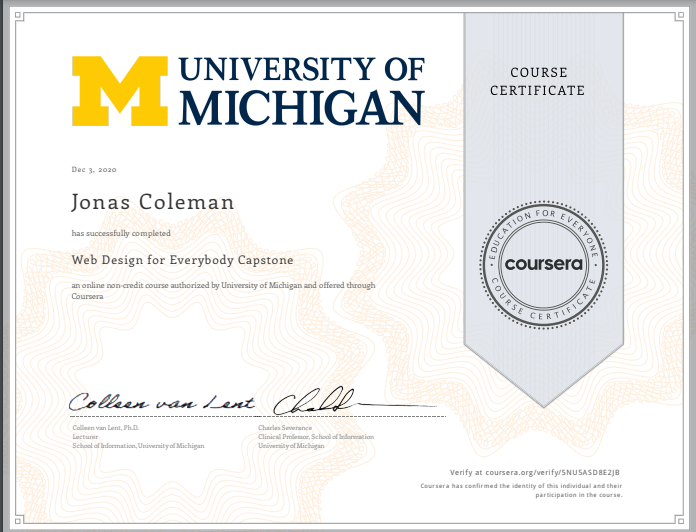 M UNIVERSITY OF
MICHIGAN
COURSE
CERTIFICATE
Dec 3, 2020
Jonas Coleman
has successfully completed
Web Design for Everybody Capstone
an online non-credit course authorized by University of Michigan and offered through
Coursera
EDUCATION FOR EVERYONE
coursera
COURSE CERTIFICATE
Colleen van Lent
Colleen van Lent, Ph.D.
Lecturer
School of Information, University of Michigan
Charles Severance
Clinical Professor, School of Information
University of Michigan
Verify at coursera.org/verify/5NU5ASD8E2JB
Coursera has confirmed the identity of this individual and their
participation in the course.